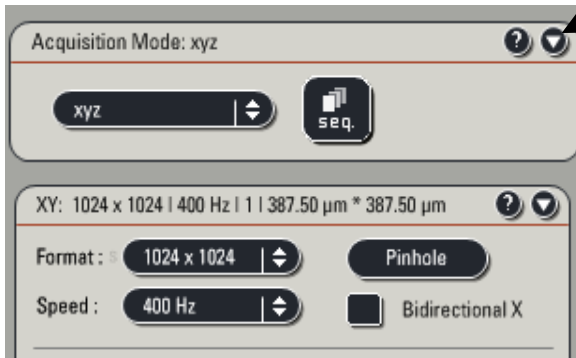 Acquisition Mode: xyz
?
xyz
seq.
XY: 1024 x 1024 | 400 Hz | 1 | 387.50 µm * 387.50 µm
?
Format : s 1024 x 1024 Pinhole
Speed : 400 Hz Bidirectional X